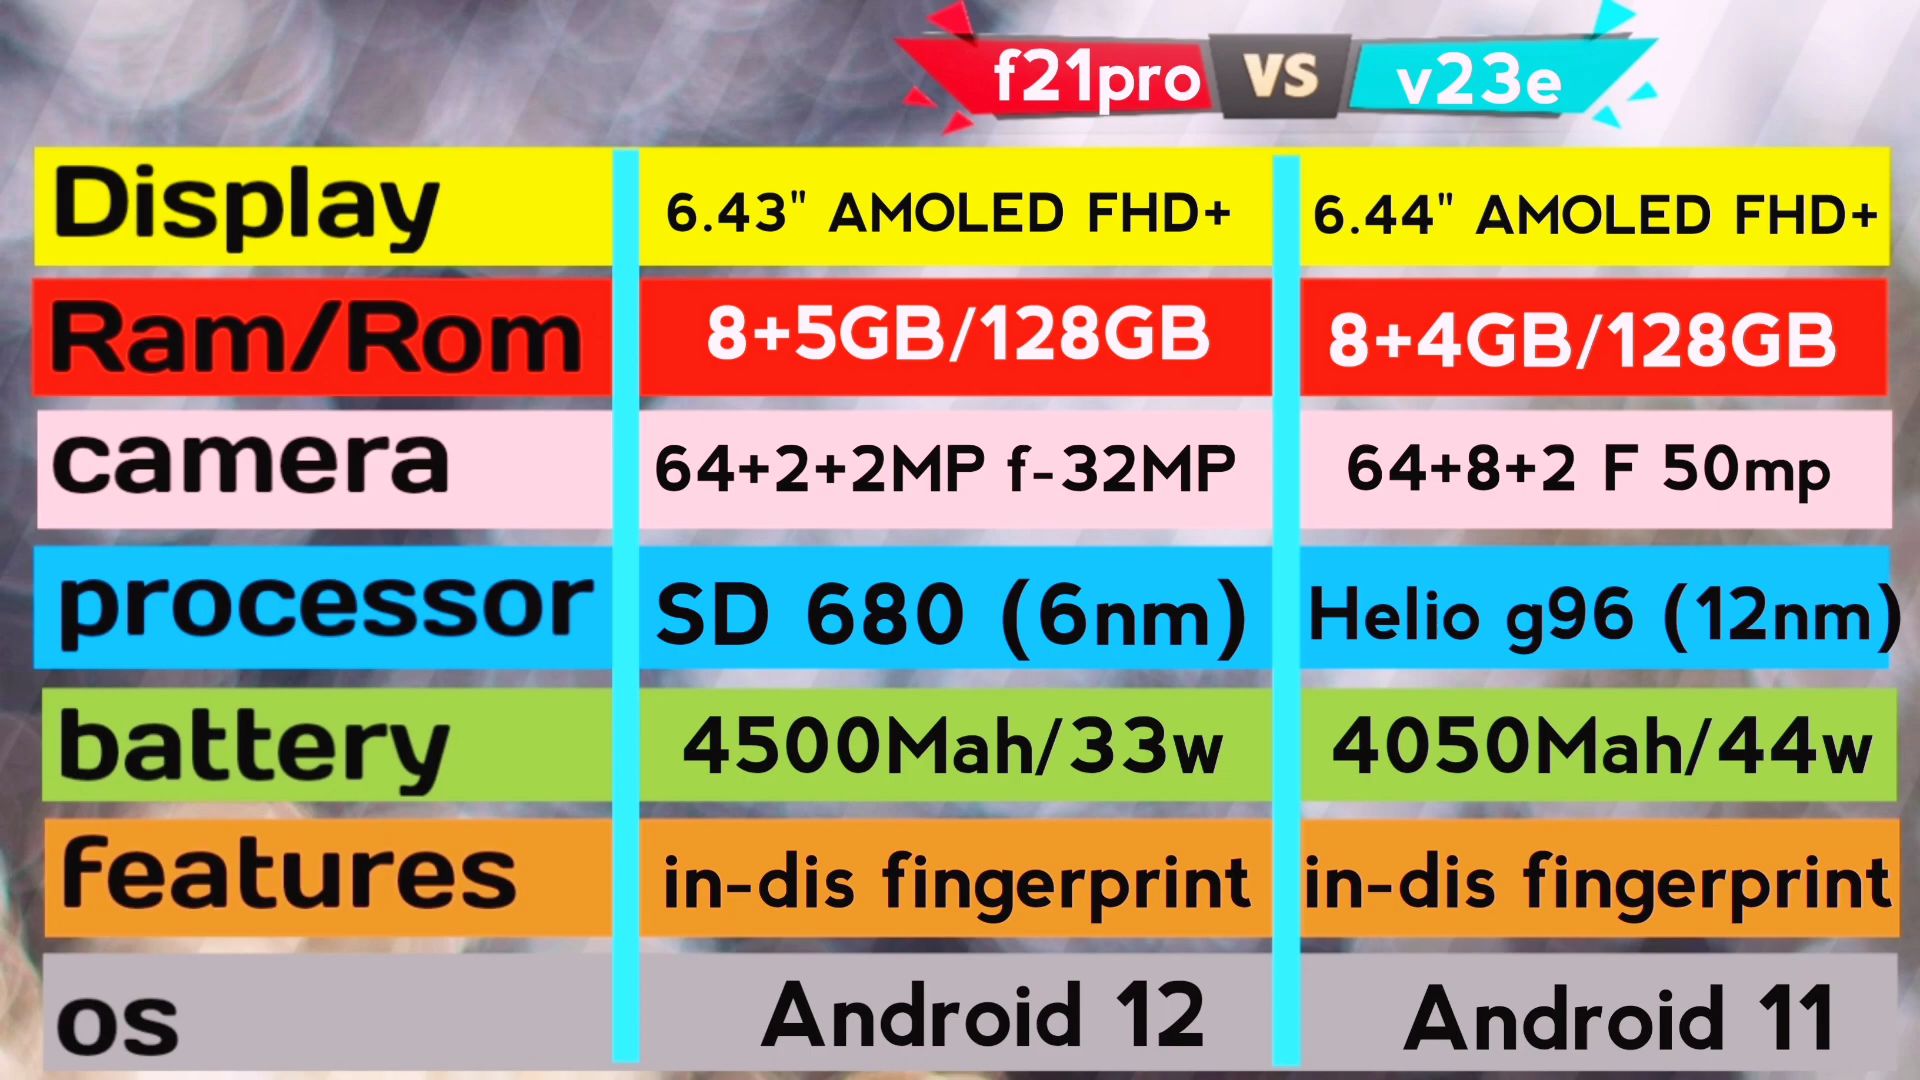 f21pro VS v23e
Display 6.43" AMOLED FHD+ 6.44" AMOLED FHD+
Ram/Rom 8+5GB/128GB 8+4GB/128GB
camera 64+2+2MP f-32MP 64+8+2 F 50mp
processor SD 680 (6nm) Helio g96 (12nm)
battery 4500Mah/33w 4050Mah/44w
features in-dis fingerprint in-dis fingerprint
os Android 12 Android 11